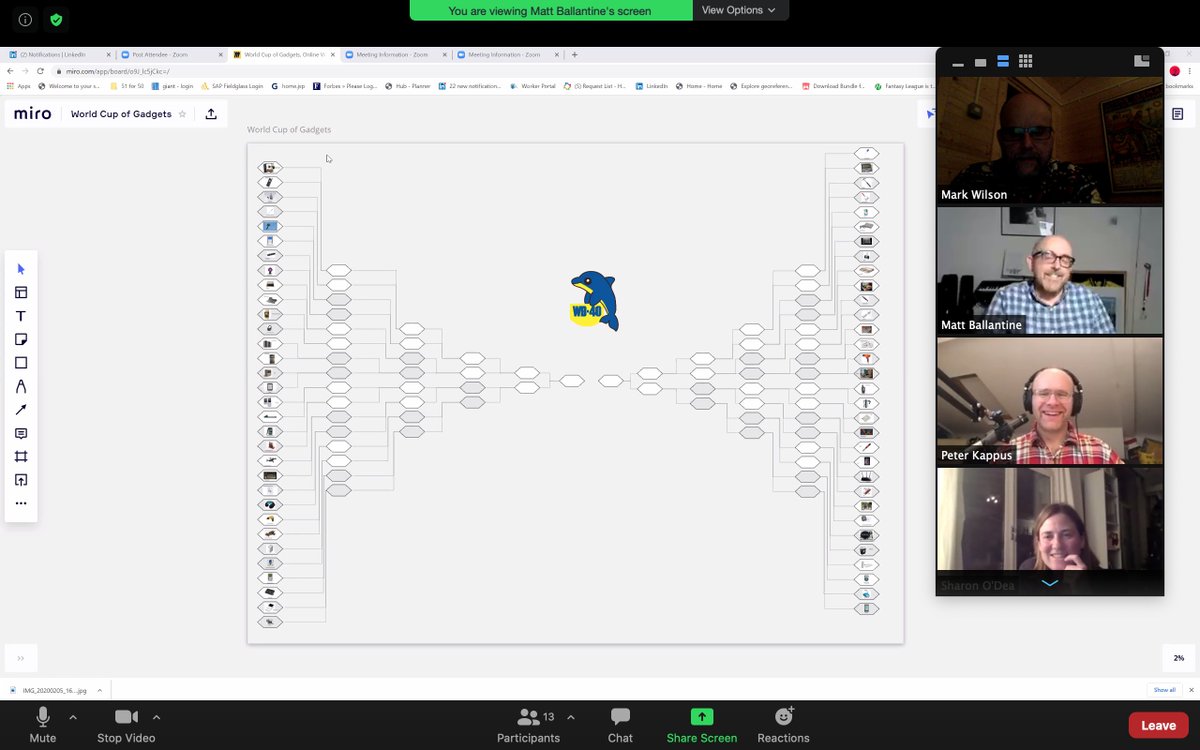 You are viewing Matt Ballantine's screen
View Options
(2) Notifications | LinkedIn
Post Attendee - Zoom
World Cup of Gadgets, Online W
Meeting Information - Zoom
Meeting Information - Zoom
miro.com/app/board/
Apps
Welcome to your s...
51 for 50
giant - login
SAP Fieldglass Login
home.jsp
Forbes > Please Log...
Hub - Planner
22 new notification...
Worker Portal
(5) Request List - H...
LinkedIn
Home - Home
Explore georeferen...
Download Bundle f...
Fantasy League is t...
bookmarks
miro
World Cup of Gadgets
World Cup of Gadgets
WB-40
T
Mark Wilson
Matt Ballantine
Peter Kappus
Sharon O'Dea
2%
IMG_20200205_16....jpg
Show all
Mute
Stop Video
13
Participants
Chat
Share Screen
Reactions
Leave